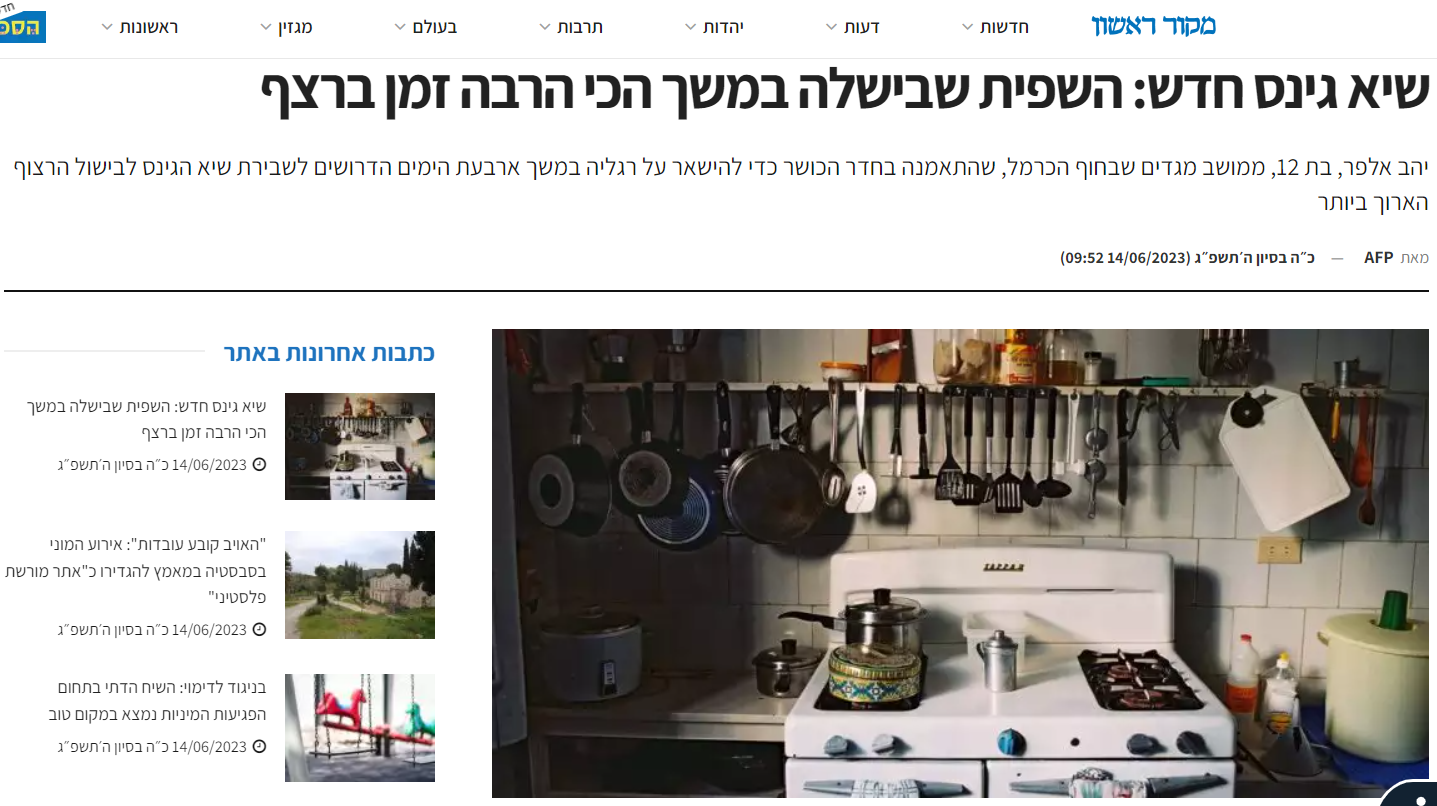 מקור ראשון
חדשות
דעות
יהדות
תרבות
בעולם
מגזין
ראשונות
שיא גינס חדש: השפית שבישלה במשך הכי הרבה זמן ברצף
יהב אלפר, בת 12, ממושב מגדים שבחוף הכרמל, שהתאמנה בחדר הכושר כדי להישאר על רגליה במשך ארבעת הימים הדרושים לשבירת שיא הגינס לבישול הרצוף
הארוך ביותר
מאת AFP — כ״ה בסיון ה׳תשפ״ג (14/06/2023 09:52)
כתבות אחרונות באתר
שיא גינס חדש: השפית שבישלה במשך
הכי הרבה זמן ברצף
14/06/2023 כ״ה בסיון ה׳תשפ״ג
"האויב קובע עובדות": אירוע המוני
בסבסטיה במאמץ להגדירו כ"אתר מורשת
פלסטיני"
14/06/2023 כ״ה בסיון ה׳תשפ״ג
בניגוד לדימוי: השיח הדתי בתחום
הפגיעות המיניות נמצא במקום טוב
14/06/2023 כ״ה בסיון ה׳תשפ״ג
TAPPAN